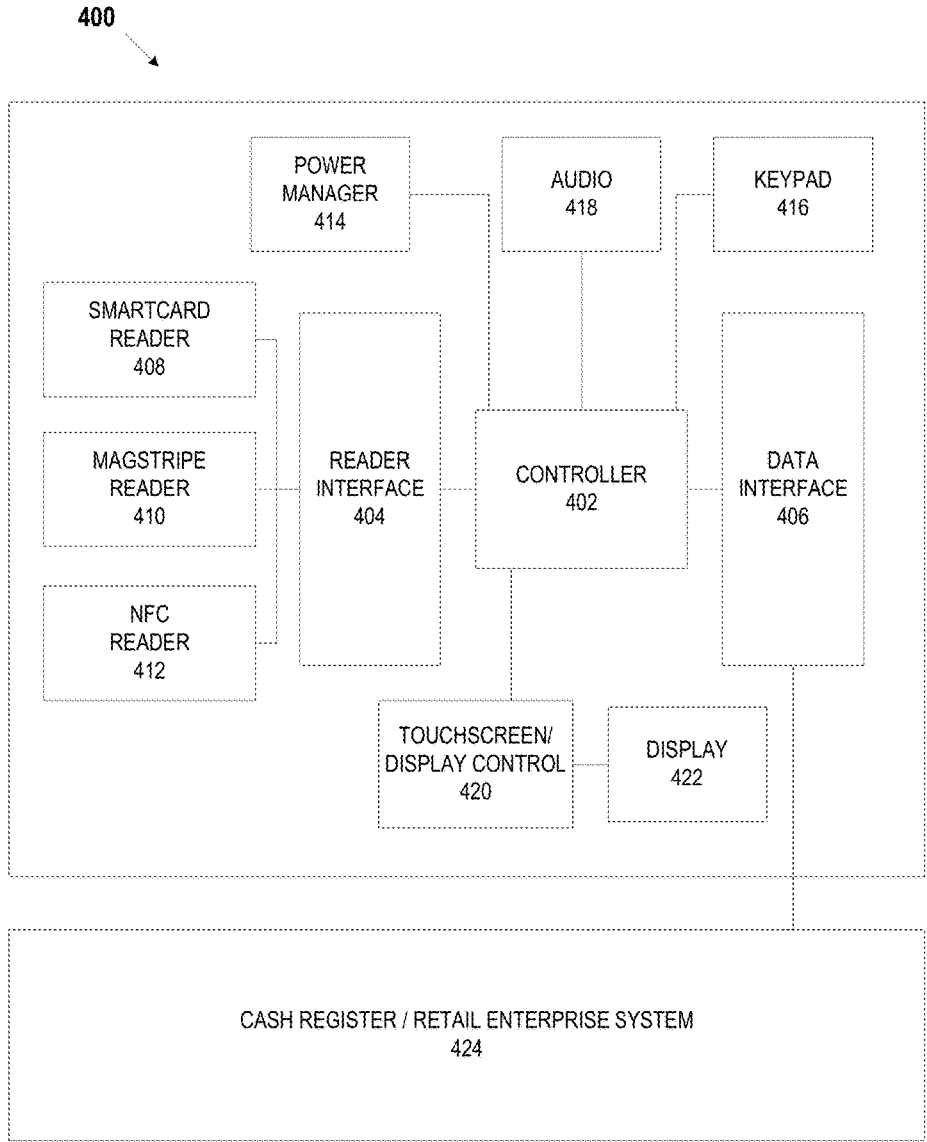 400
POWER
MANAGER
414
AUDIO
418
KEYPAD
416
SMARTCARD
READER
408
MAGSTRIPE
READER
410
NFC
READER
412
READER
INTERFACE
404
CONTROLLER
402
DATA
INTERFACE
406
TOUCHSCREEN/
DISPLAY CONTROL
420
DISPLAY
422
CASH REGISTER / RETAIL ENTERPRISE SYSTEM
424